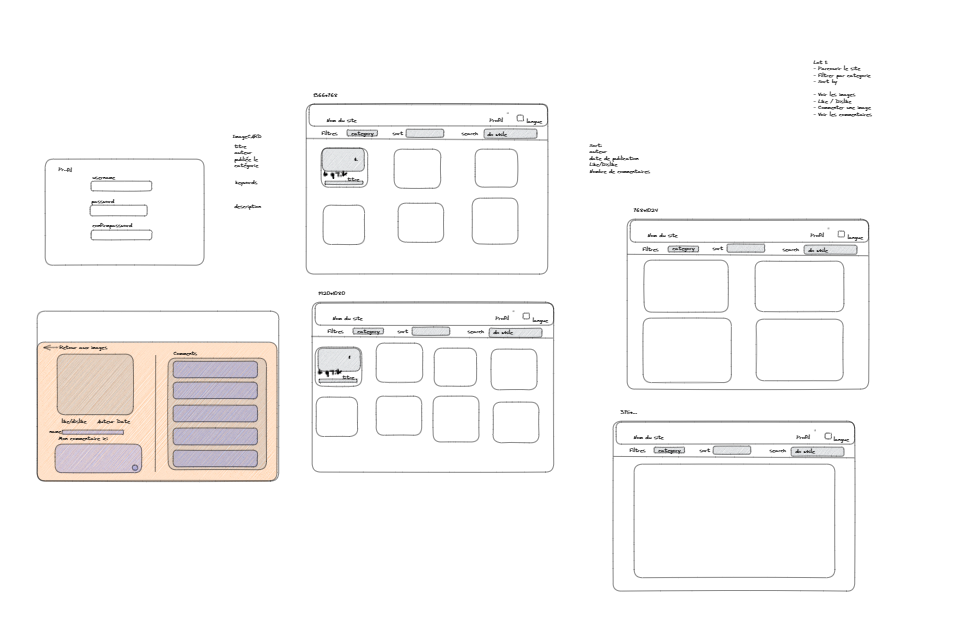 Lot 1
- Parcourir le site
- Filtrer par categorie
- Sort by
- Voir les images
- Like / Dislike
- Commenter une image
- Voir les commentaires
1366x768
Nom du site
Profil
langue
Filtres
category
sort
search
du texte
titre
ImageCARD
titre
auteur
publiée le
catégorie
keywords
description
Profil
username
password
confirmpassword
Sort:
auteur
date de publication
Like/Dislike
Nombre de commentaires
768x1024
Nom du site
Profil
langue
Filtres
category
sort
search
du texte
1920x1080
Nom du site
Profil
langue
Filtres
category
sort
search
du texte
titre
Retour aux images
Comments
like/dislike
Auteur Date
name
Mon commentaire ici
Nom du site
Profil
langue
Filtres
category
sort
search
du texte